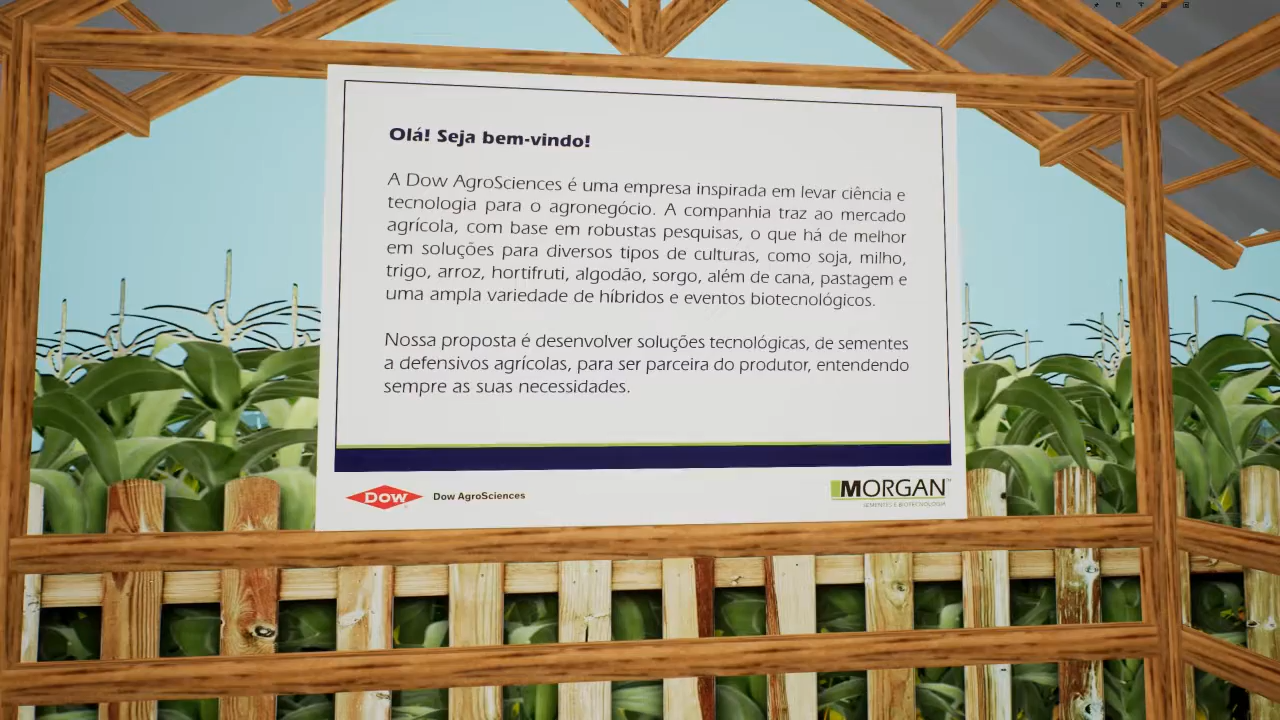 Olá! Seja bem-vindo!
A Dow AgroSciences é uma empresa inspirada em levar ciência e
tecnologia para o agronegócio. A companhia traz ao mercado
agrícola, com base em robustas pesquisas, o que há de melhor
em soluções para diversos tipos de culturas, como soja, milho,
trigo, arroz, hortifruti, algodão, sorgo, além de cana, pastagem e
uma ampla variedade de híbridos e eventos biotecnológicos.
Nossa proposta é desenvolver soluções tecnológicas, de sementes
a defensivos agrícolas, para ser parceira do produtor, entendendo
sempre as suas necessidades.
Dow Dow AgroSciences
MORGAN™
SEMENTES E BIOTECNOLOGIA